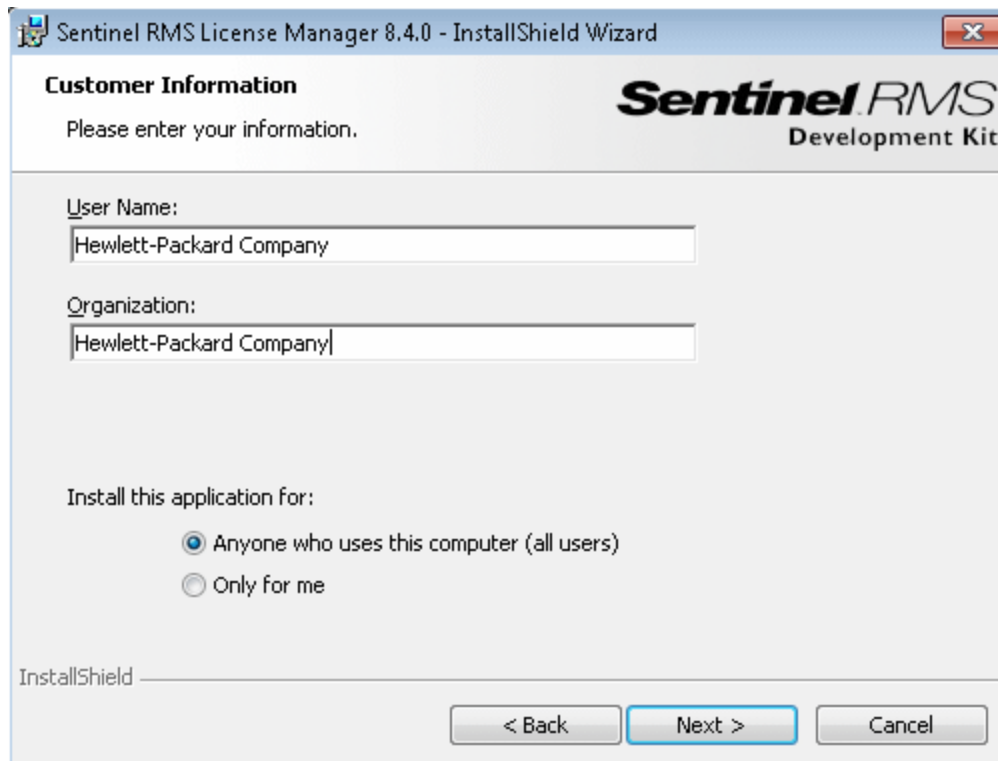 Sentinel RMS License Manager 8.4.0 - InstallShield Wizard
Customer Information
Please enter your information.
Sentinel RMS
Development Kit
User Name:
Hewlett-Packard Company
Organization:
Hewlett-Packard Company
Install this application for:
Anyone who uses this computer (all users)
Only for me
InstallShield
< Back
Next >
Cancel